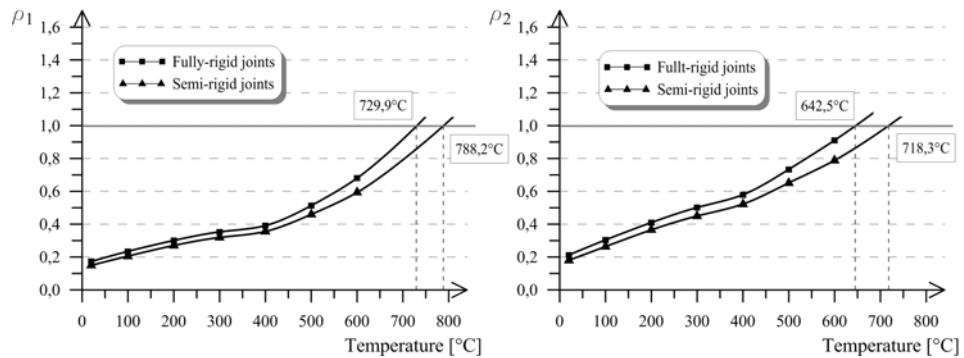 ρ1
1,6
1,4
1,2
1,0
0,8
0,6
0,4
0,2
0,0
Fully-rigid joints
Semi-rigid joints
729,9°C
788,2°C
0 100 200 300 400 500 600 700 800
Temperature [°C]
ρ2
1,6
1,4
1,2
1,0
0,8
0,6
0,4
0,2
0,0
Fullt-rigid joints
Semi-rigid joints
642,5°C
718,3°C
0 100 200 300 400 500 600 700 800
Temperature [°C]